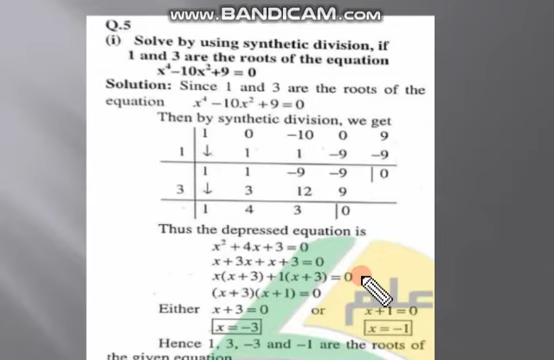 www.BANDICAM.com
Q.5
(i) Solve by using synthetic division, if
1 and 3 are the roots of the equation
x⁴–10x²+9 = 0
Solution: Since 1 and 3 are the roots of the
equation x⁴ –10x² +9 = 0
Then by synthetic division, we get
1 0 –10 0 9
1 ↓ 1 1 –9 –9
1 1 –9 –9 |0
3 ↓ 3 12 9
1 4 3 |0
Thus the depressed equation is
x² +4x+3 = 0
x+3x+x+3 = 0
x(x+3)+1(x+3) = 0
(x+3)(x+1) = 0
Either x+3 = 0 or x+1 = 0
x = –3 x = –1
Hence 1, 3, –3 and –1 are the roots of
the given equation
علم